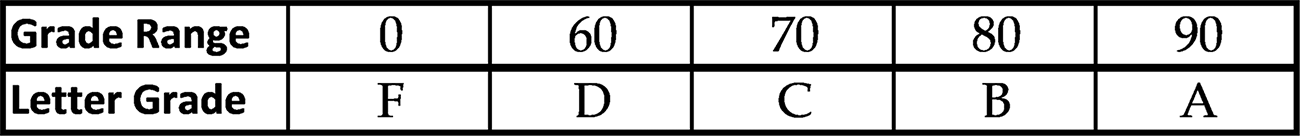 Grade Range 0 60 70 80 90
Letter Grade F D C B A